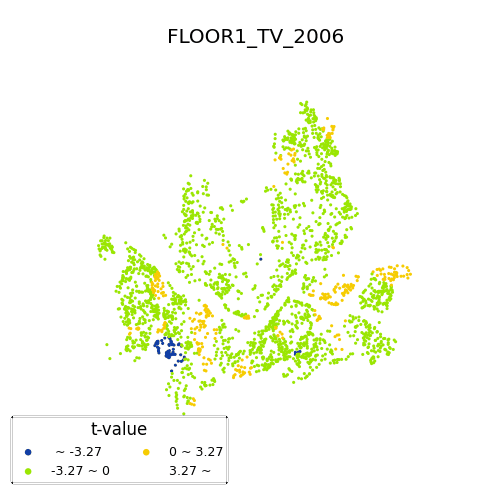 FLOOR1_TV_2006
t-value
~ -3.27
0 ~ 3.27
-3.27 ~ 0
3.27 ~